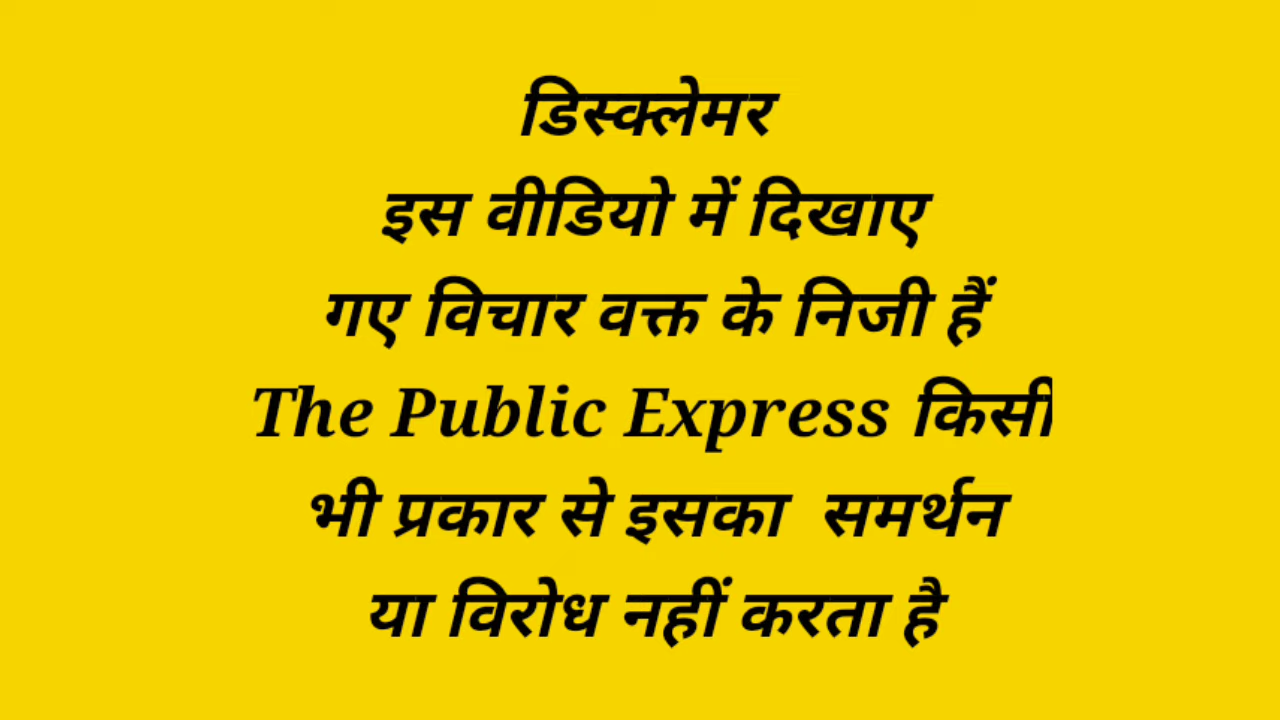 डिस्क्लेमर
इस वीडियो में दिखाए
गए विचार वक्त के निजी हैं
The Public Express किसी
भी प्रकार से इसका समर्थन
या विरोध नहीं करता है